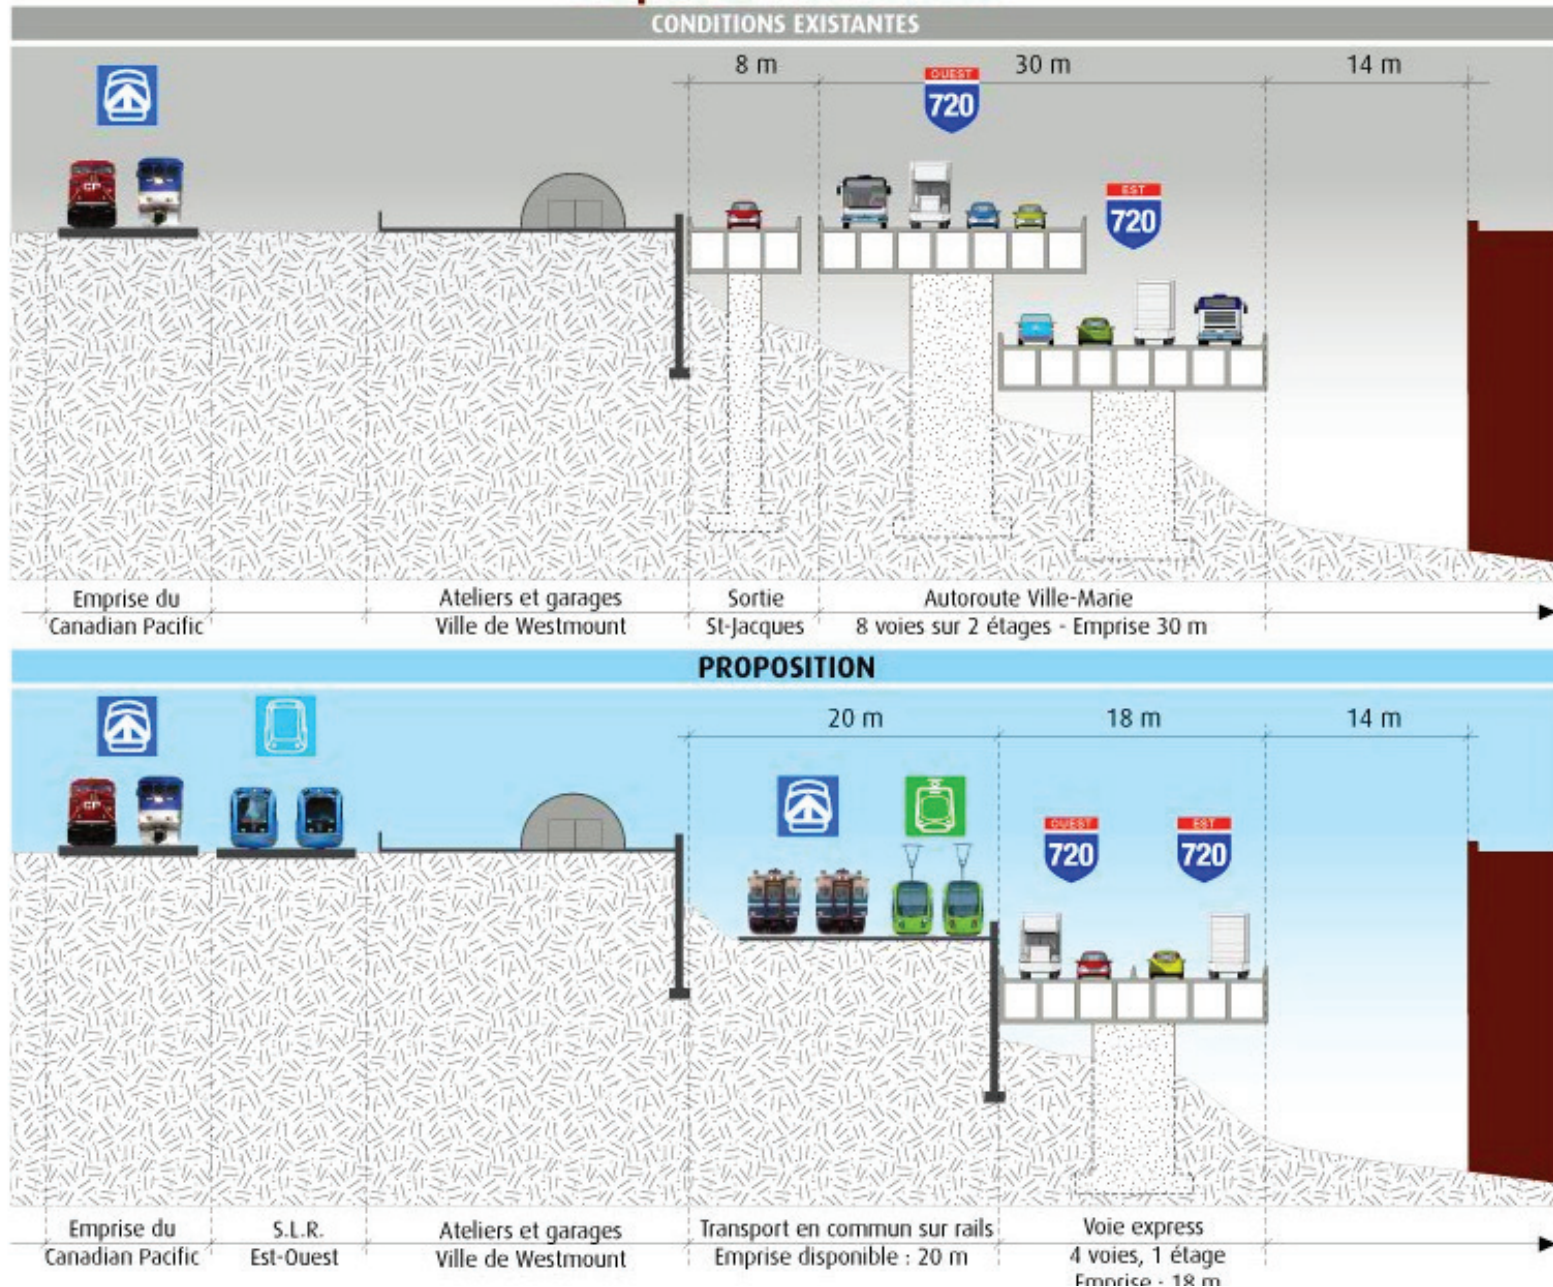 CONDITIONS EXISTANTES
8 m
30 m
14 m
OUEST
720
EST
720
CP
Emprise du
Canadian Pacific
Ateliers et garages
Ville de Westmount
Sortie
St-Jacques
Autoroute Ville-Marie
8 voies sur 2 étages - Emprise 30 m
PROPOSITION
20 m
18 m
14 m
OUEST
720
EST
720
CP
Emprise du
Canadian Pacific
S.L.R.
Est-Ouest
Ateliers et garages
Ville de Westmount
Transport en commun sur rails
Emprise disponible : 20 m
Voie express
4 voies, 1 étage
Emprise : 18 m